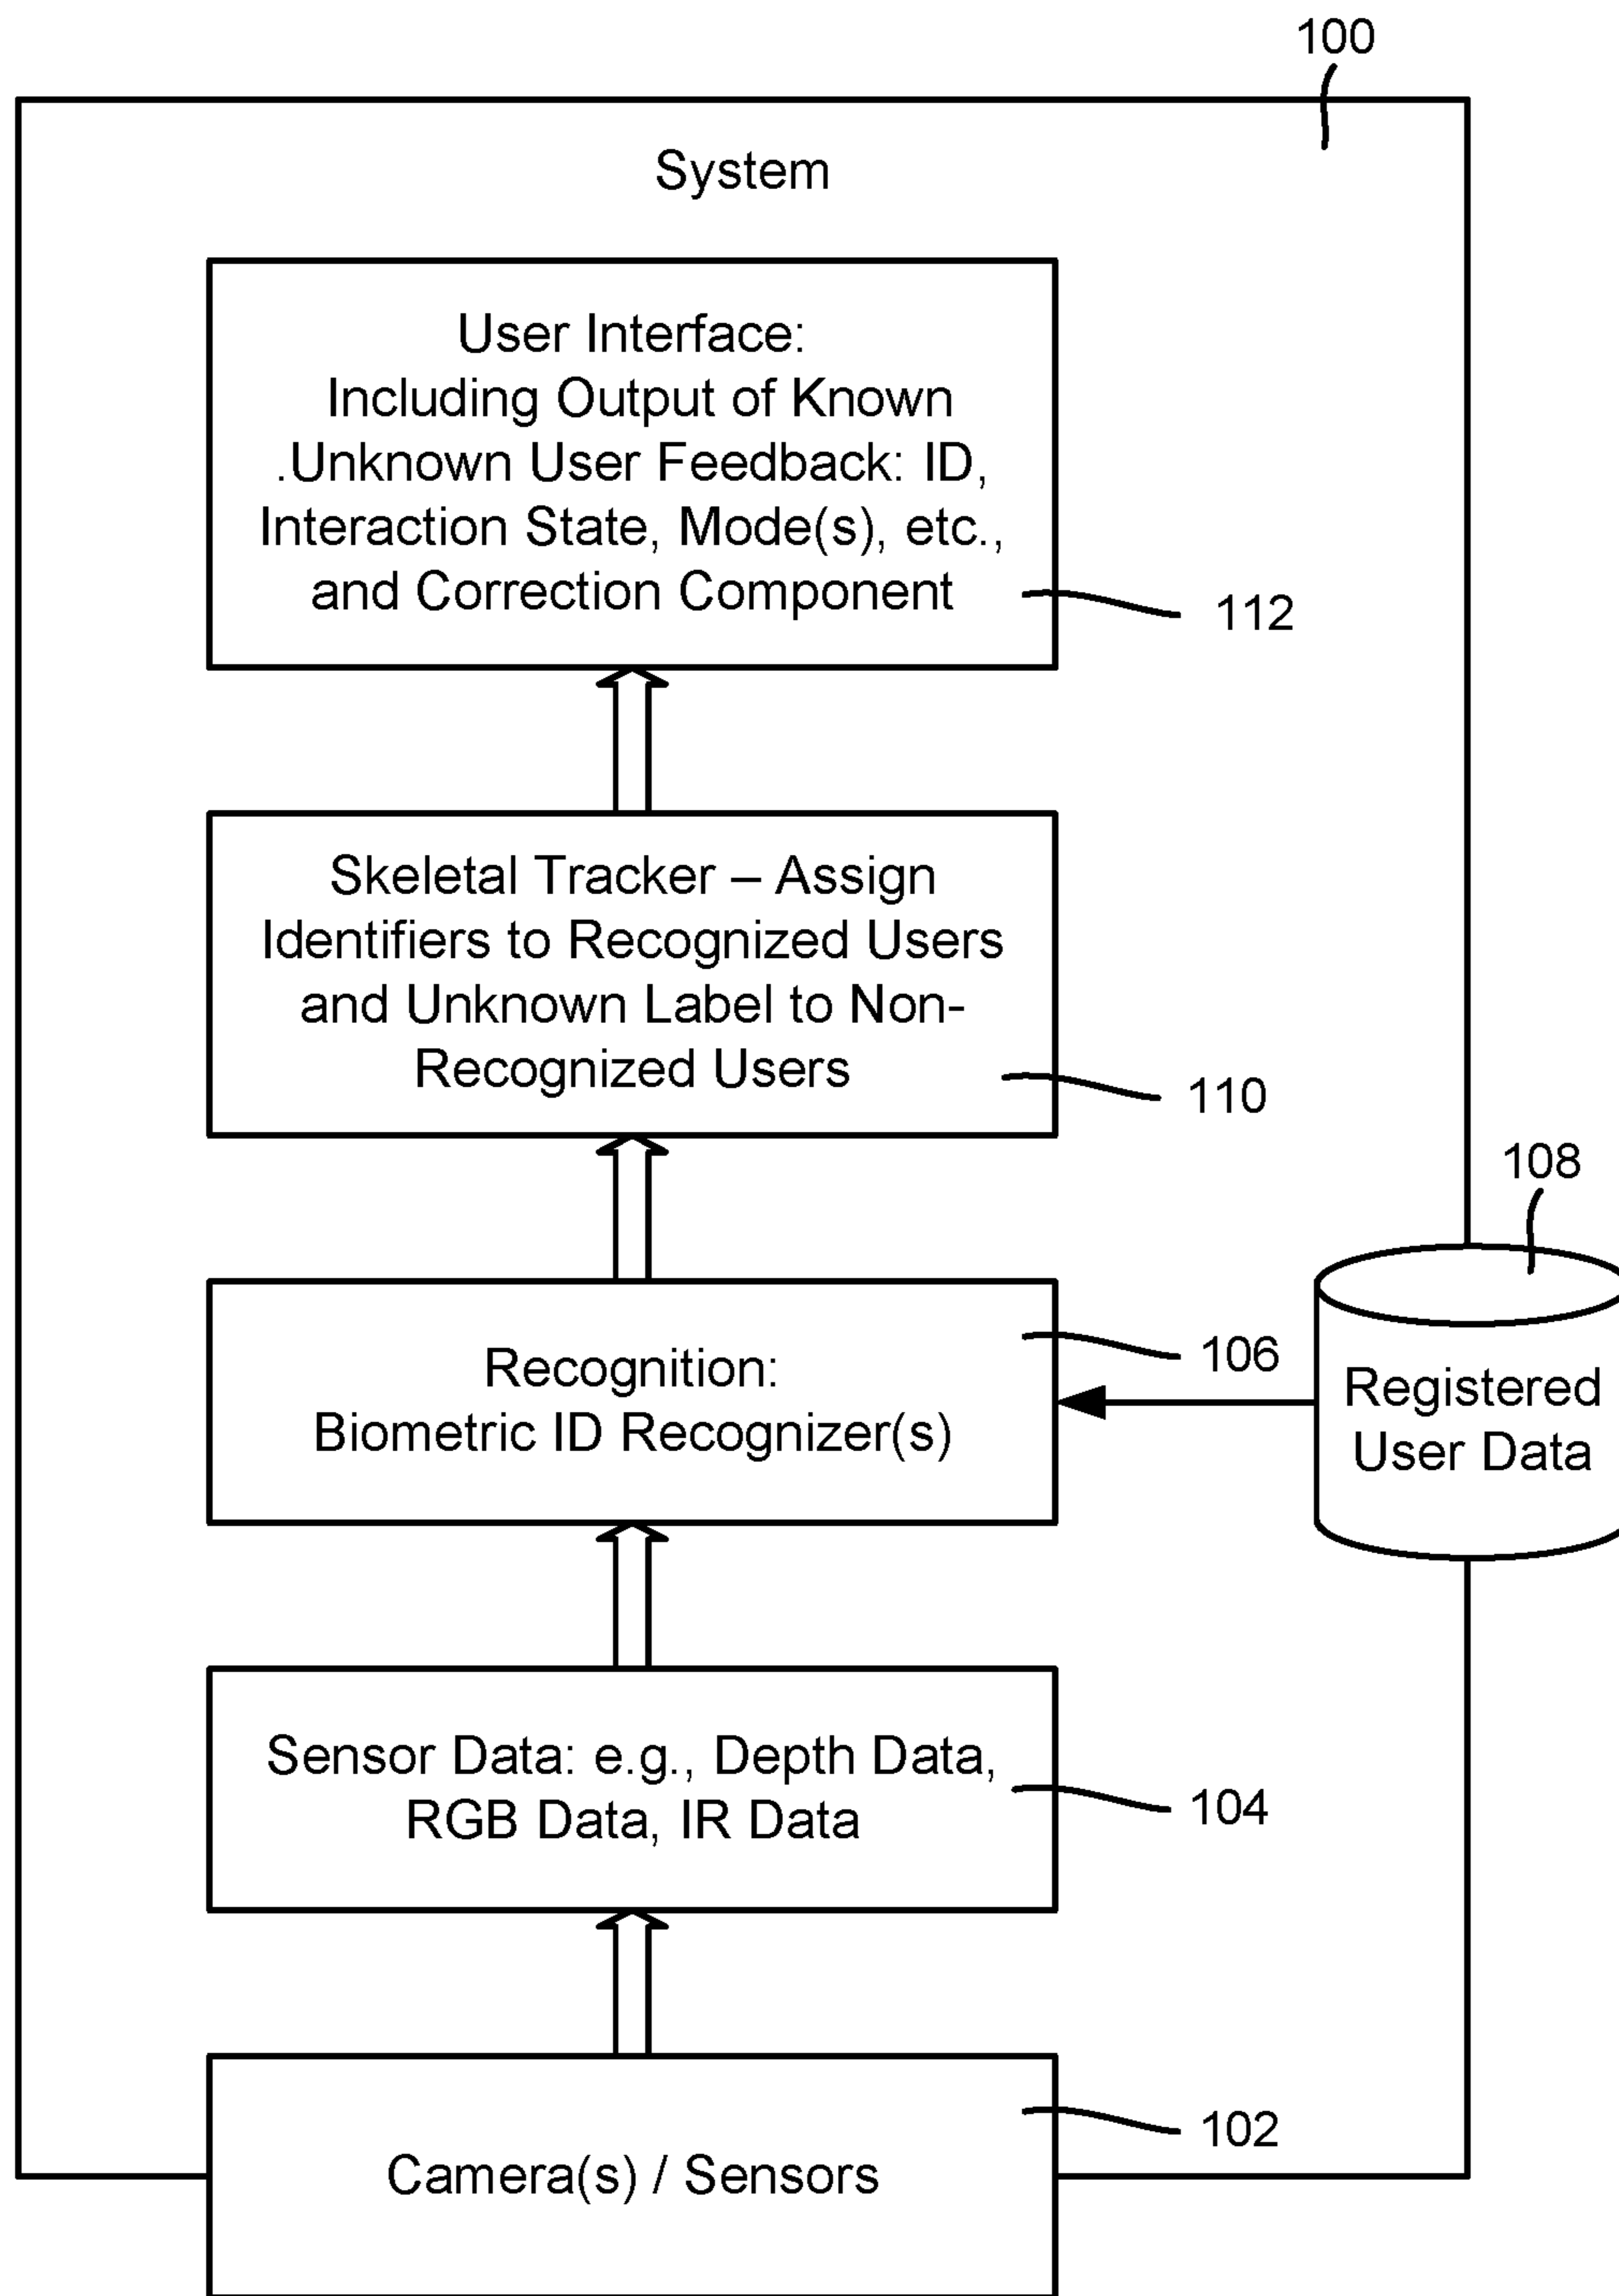 100
System
User Interface:
Including Output of Known
.Unknown User Feedback: ID,
Interaction State, Mode(s), etc.,
and Correction Component
112
Skeletal Tracker – Assign
Identifiers to Recognized Users
and Unknown Label to Non-
Recognized Users
110
108
Recognition:
Biometric ID Recognizer(s)
106
Registered
User Data
Sensor Data: e.g., Depth Data,
RGB Data, IR Data
104
102
Camera(s) / Sensors